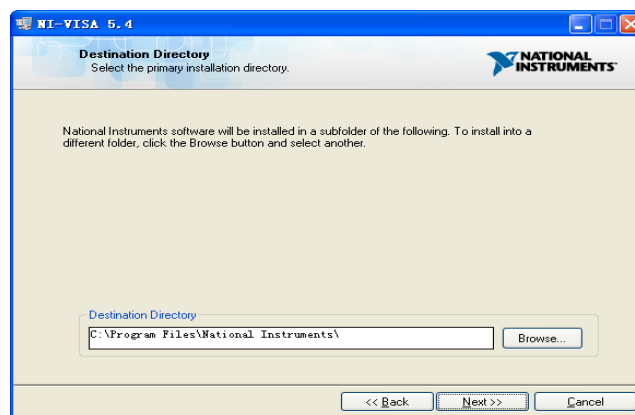 NI-VISA 5.4
Destination Directory
Select the primary installation directory.
NATIONAL
INSTRUMENTS™
National Instruments software will be installed in a subfolder of the following. To install into a
different folder, click the Browse button and select another.
Destination Directory
C:\Program Files\National Instruments\
Browse...
<< Back
Next >>
Cancel